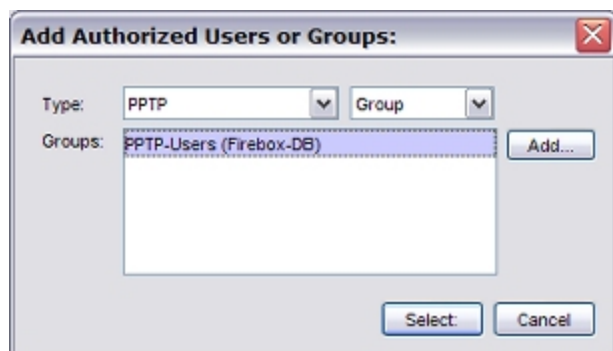 Add Authorized Users or Groups:
Type: PPTP Group
Groups: PPTP-Users (Firebox-DB) Add...
Select Cancel